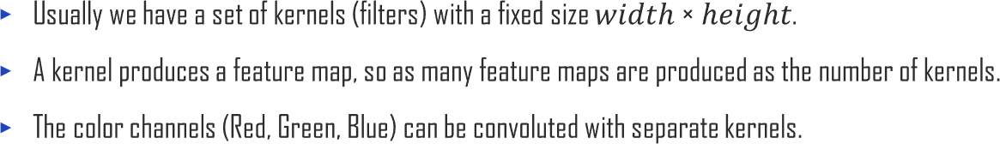 ▸ Usually we have a set of kernels (filters) with a fixed size width × height.
▸ A kernel produces a feature map, so as many feature maps are produced as the number of kernels.
▸ The color channels (Red, Green, Blue) can be convoluted with separate kernels.